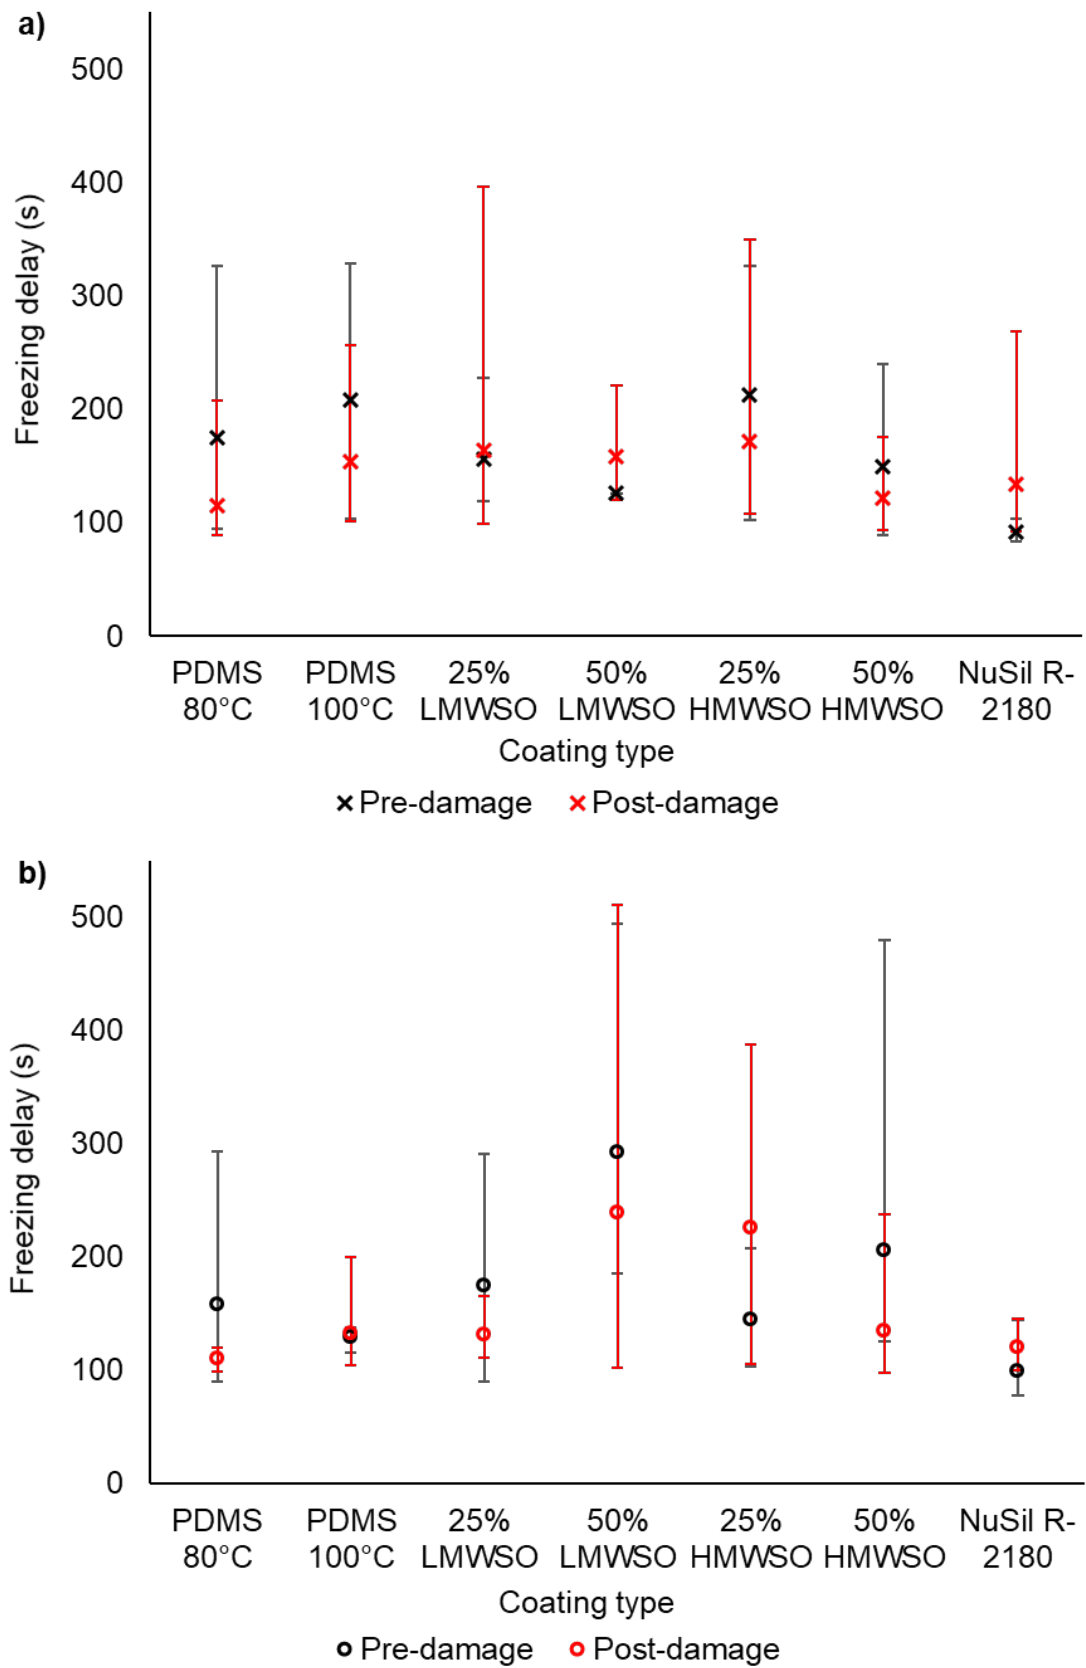 a)
500
400
300
200
100
0
Freezing delay (s)
PDMS PDMS 25% 50% 25% 50% NuSil R-
80°C 100°C LMWSO LMWSO HMWSO HMWSO 2180
Coating type
Pre-damage Post-damage
b)
500
400
300
200
100
0
Freezing delay (s)
PDMS PDMS 25% 50% 25% 50% NuSil R-
80°C 100°C LMWSO LMWSO HMWSO HMWSO 2180
Coating type
Pre-damage Post-damage